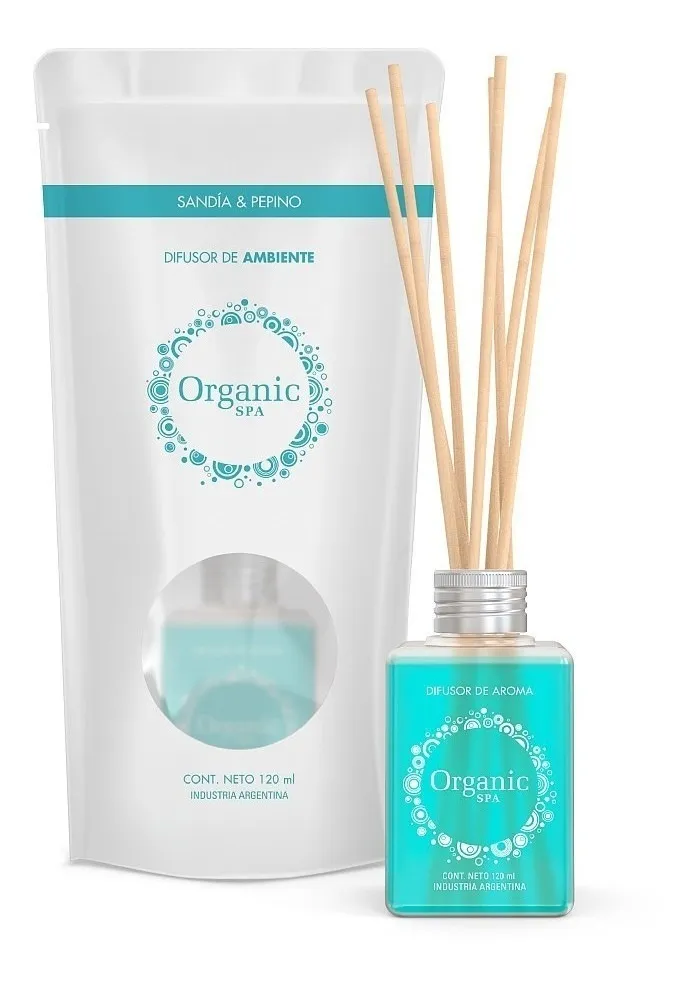 SANDÍA & PEPINO
DIFUSOR DE AMBIENTE
Organic
SPA
CONT. NETO 120 ml
INDUSTRIA ARGENTINA
DIFUSOR DE AROMA
Organic
SPA
CONT. NETO 120 ml
INDUSTRIA ARGENTINA